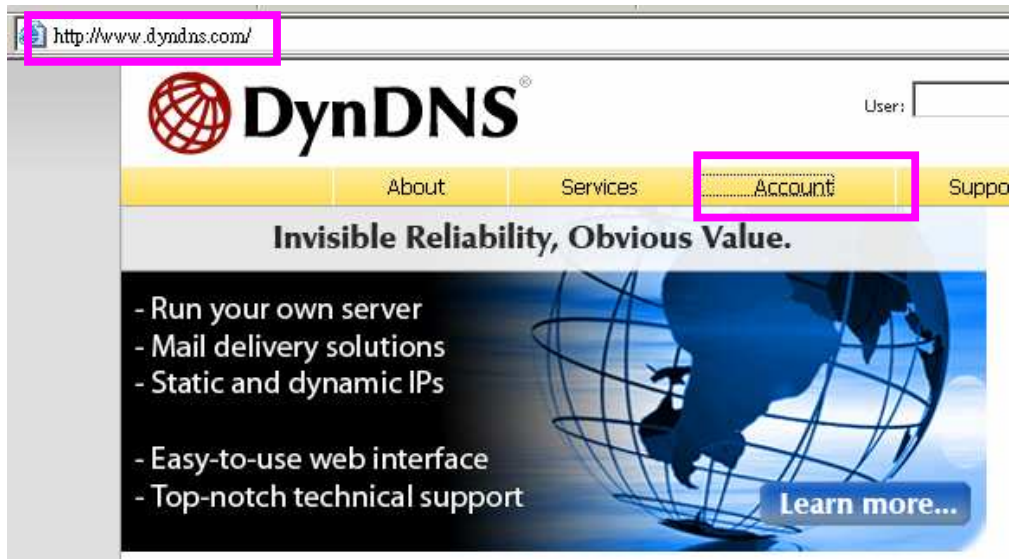 http://www.dyndns.com/
DynDNS®
User:
About Services Account Suppo
Invisible Reliability, Obvious Value.
- Run your own server
- Mail delivery solutions
- Static and dynamic IPs
- Easy-to-use web interface
- Top-notch technical support
Learn more...